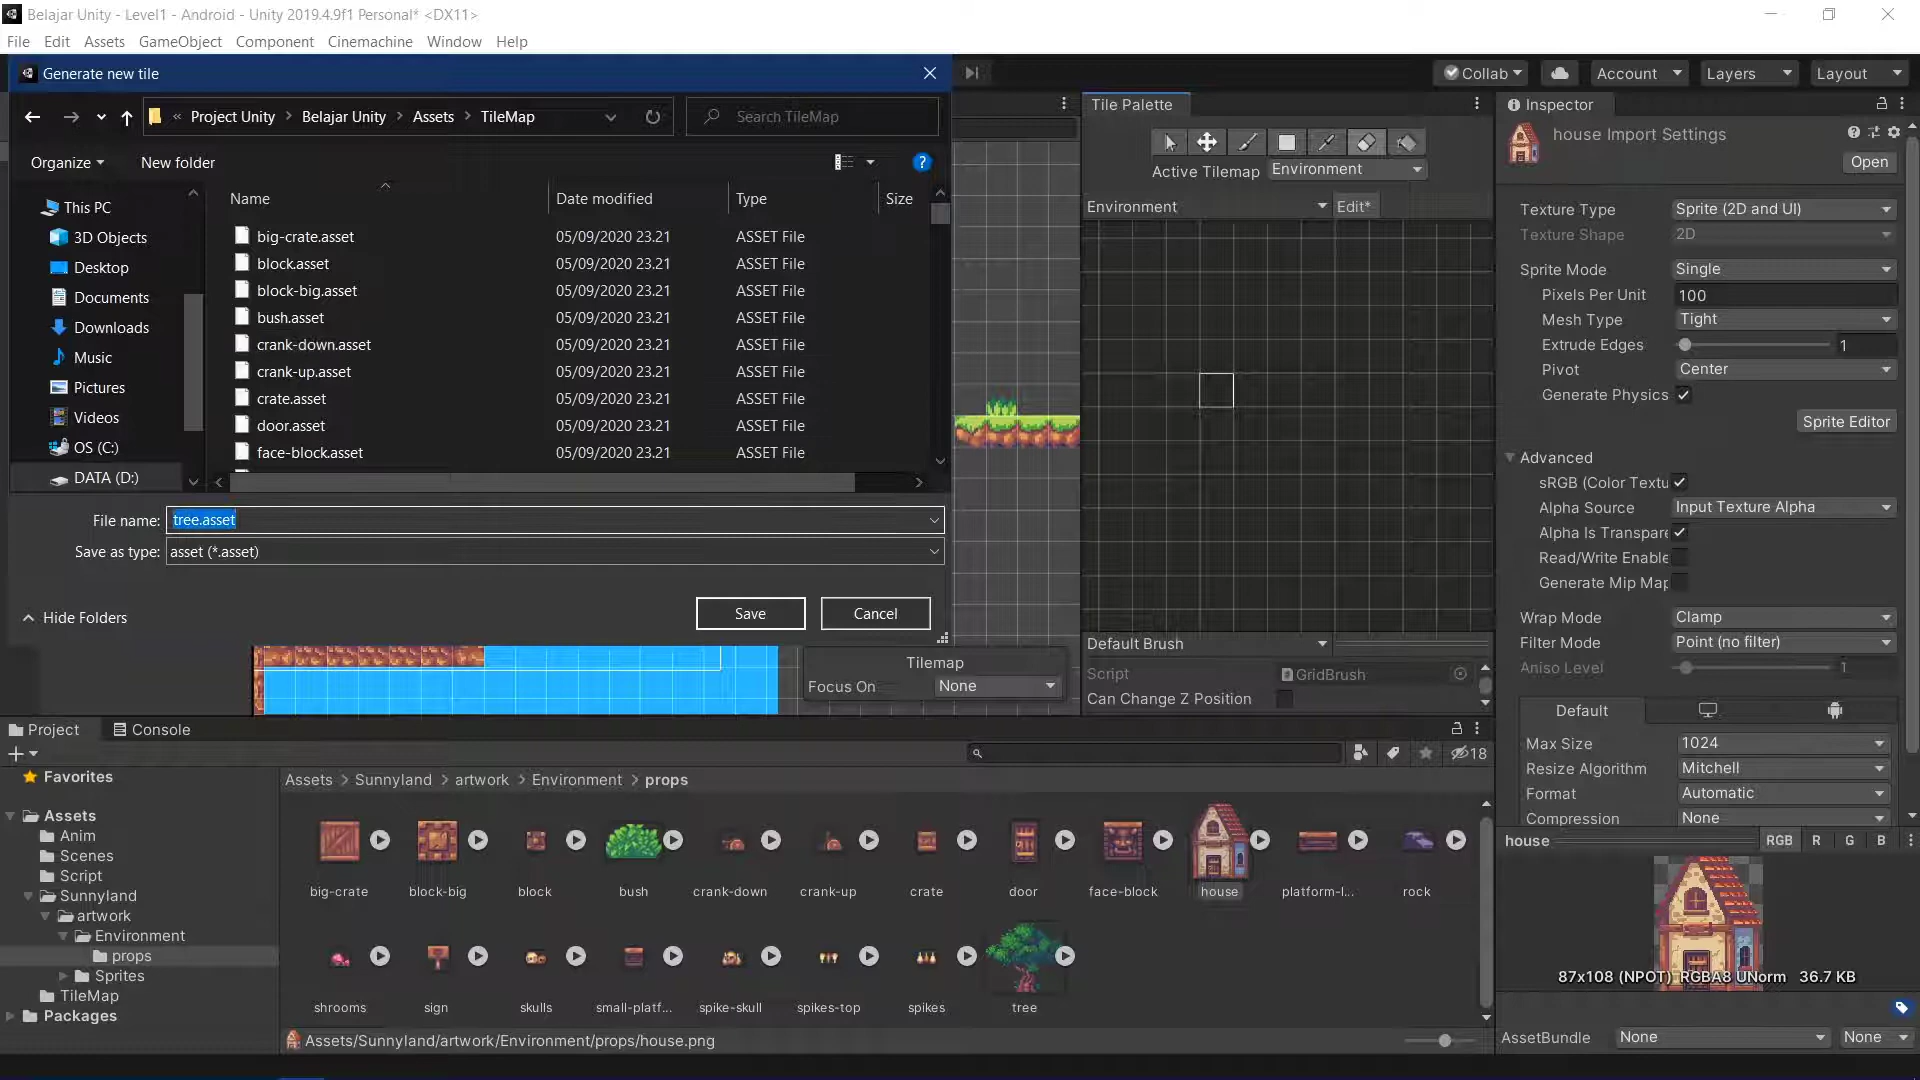 Belajar Unity - Level1 - Android - Unity 2019.4.9f1 Personal* <DX11>
File Edit Assets GameObject Component Cinemachine Window Help
Generate new tile
Collab Account Layers Layout
« Project Unity Belajar Unity Assets TileMap Search TileMap
Organize New folder
This PC
3D Objects
Desktop
Documents
Downloads
Music
Pictures
Videos
OS (C:)
DATA (D:)
Name Date modified Type Size
big-crate.asset 05/09/2020 23.21 ASSET File
block.asset 05/09/2020 23.21 ASSET File
block-big.asset 05/09/2020 23.21 ASSET File
bush.asset 05/09/2020 23.21 ASSET File
crank-down.asset 05/09/2020 23.21 ASSET File
crank-up.asset 05/09/2020 23.21 ASSET File
crate.asset 05/09/2020 23.21 ASSET File
door.asset 05/09/2020 23.21 ASSET File
face-block.asset 05/09/2020 23.21 ASSET File
File name: tree.asset
Save as type: asset (*.asset)
Hide Folders Save Cancel
Tilemap
Focus On None
Tile Palette
Active Tilemap Environment
Environment Edit*
Default Brush
Script GridBrush
Can Change Z Position
Inspector
house Import Settings
Open
Texture Type Sprite (2D and UI)
Texture Shape 2D
Sprite Mode Single
Pixels Per Unit 100
Mesh Type Tight
Extrude Edges 1
Pivot Center
Generate Physics
Sprite Editor
Advanced
sRGB (Color Textu
Alpha Source Input Texture Alpha
Alpha Is Transpare
Read/Write Enable
Generate Mip Map
Wrap Mode Clamp
Filter Mode Point (no filter)
Aniso Level 1
Default
Max Size 1024
Resize Algorithm Mitchell
Format Automatic
Compression None
house RGB R G B
87x108 (NPOT) RGBA8 UNorm 36.7 KB
AssetBundle None None
Project Console
18
Favorites
Assets
Anim
Scenes
Script
Sunnyland
artwork
Environment
props
Sprites
TileMap
Packages
Assets > Sunnyland > artwork > Environment > props
big-crate block-big block bush crank-down crank-up crate door face-block house platform-l... rock
shrooms sign skulls small-platf... spike-skull spikes-top spikes tree
Assets/Sunnyland/artwork/Environment/props/house.png